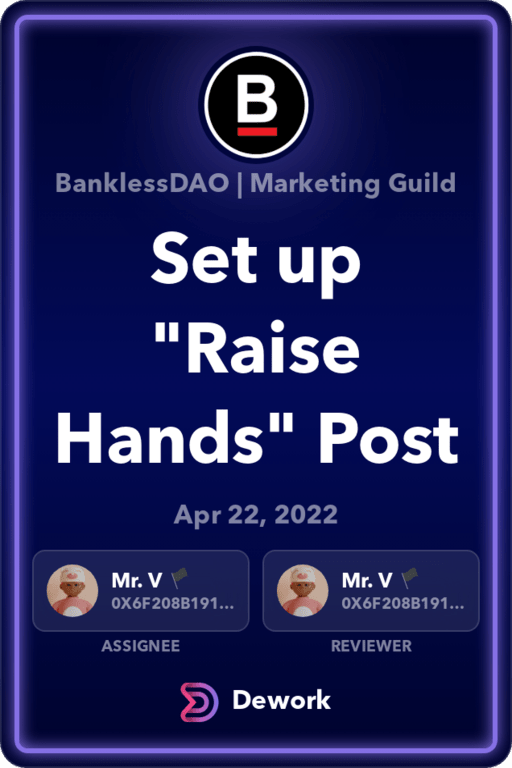 B
BanklessDAO | Marketing Guild
Set up
"Raise
Hands" Post
Apr 22, 2022
Mr. V 🏴 Mr. V 🏴
0X6F208B191... 0X6F208B191...
ASSIGNEE REVIEWER
Dework